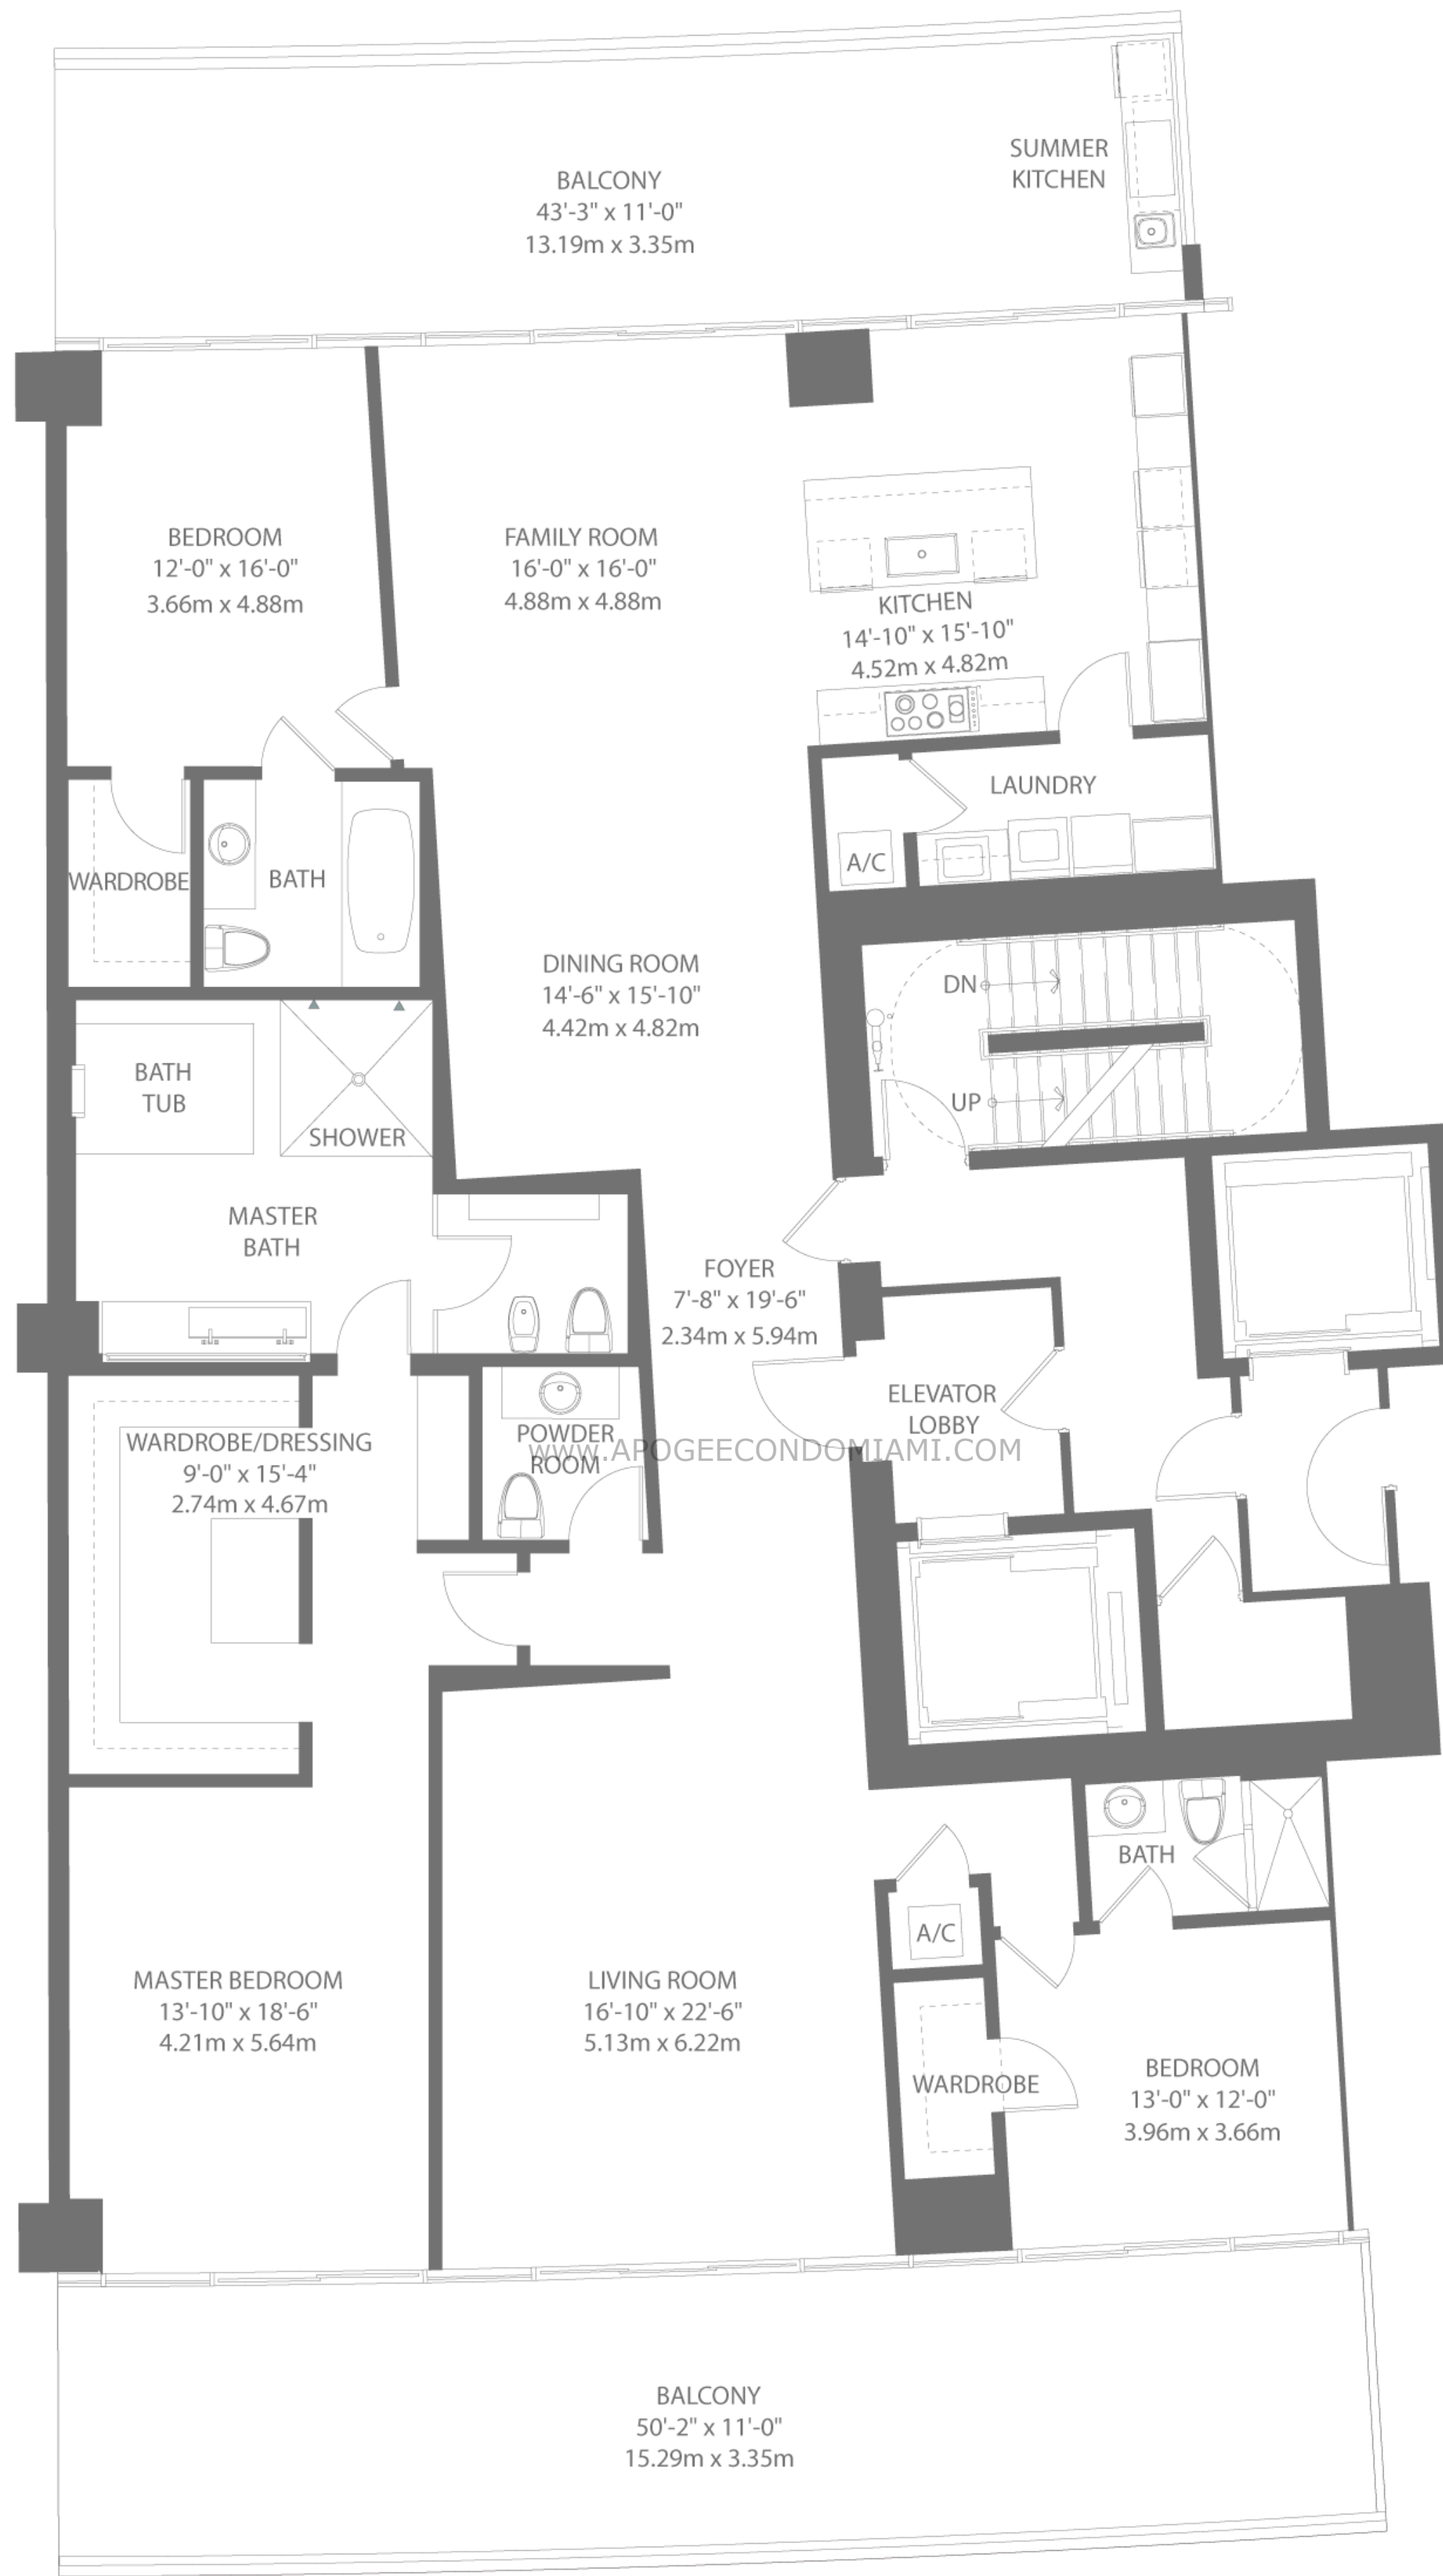 SUMMER
KITCHEN
BALCONY
43'-3" x 11'-0"
13.19m x 3.35m
BEDROOM
12'-0" x 16'-0"
3.66m x 4.88m
FAMILY ROOM
16'-0" x 16'-0"
4.88m x 4.88m
KITCHEN
14'-10" x 15'-10"
4.52m x 4.82m
LAUNDRY
A/C
WARDROBE
BATH
DINING ROOM
14'-6" x 15'-10"
4.42m x 4.82m
DN
UP
BATH
TUB
SHOWER
MASTER
BATH
FOYER
7'-8" x 19'-6"
2.34m x 5.94m
ELEVATOR
LOBBY
POWDER
ROOM
WWW.APOGEECONDOMIAMI.COM
WARDROBE/DRESSING
9'-0" x 15'-4"
2.74m x 4.67m
BATH
A/C
MASTER BEDROOM
13'-10" x 18'-6"
4.21m x 5.64m
LIVING ROOM
16'-10" x 22'-6"
5.13m x 6.22m
WARDROBE
BEDROOM
13'-0" x 12'-0"
3.96m x 3.66m
BALCONY
50'-2" x 11'-0"
15.29m x 3.35m